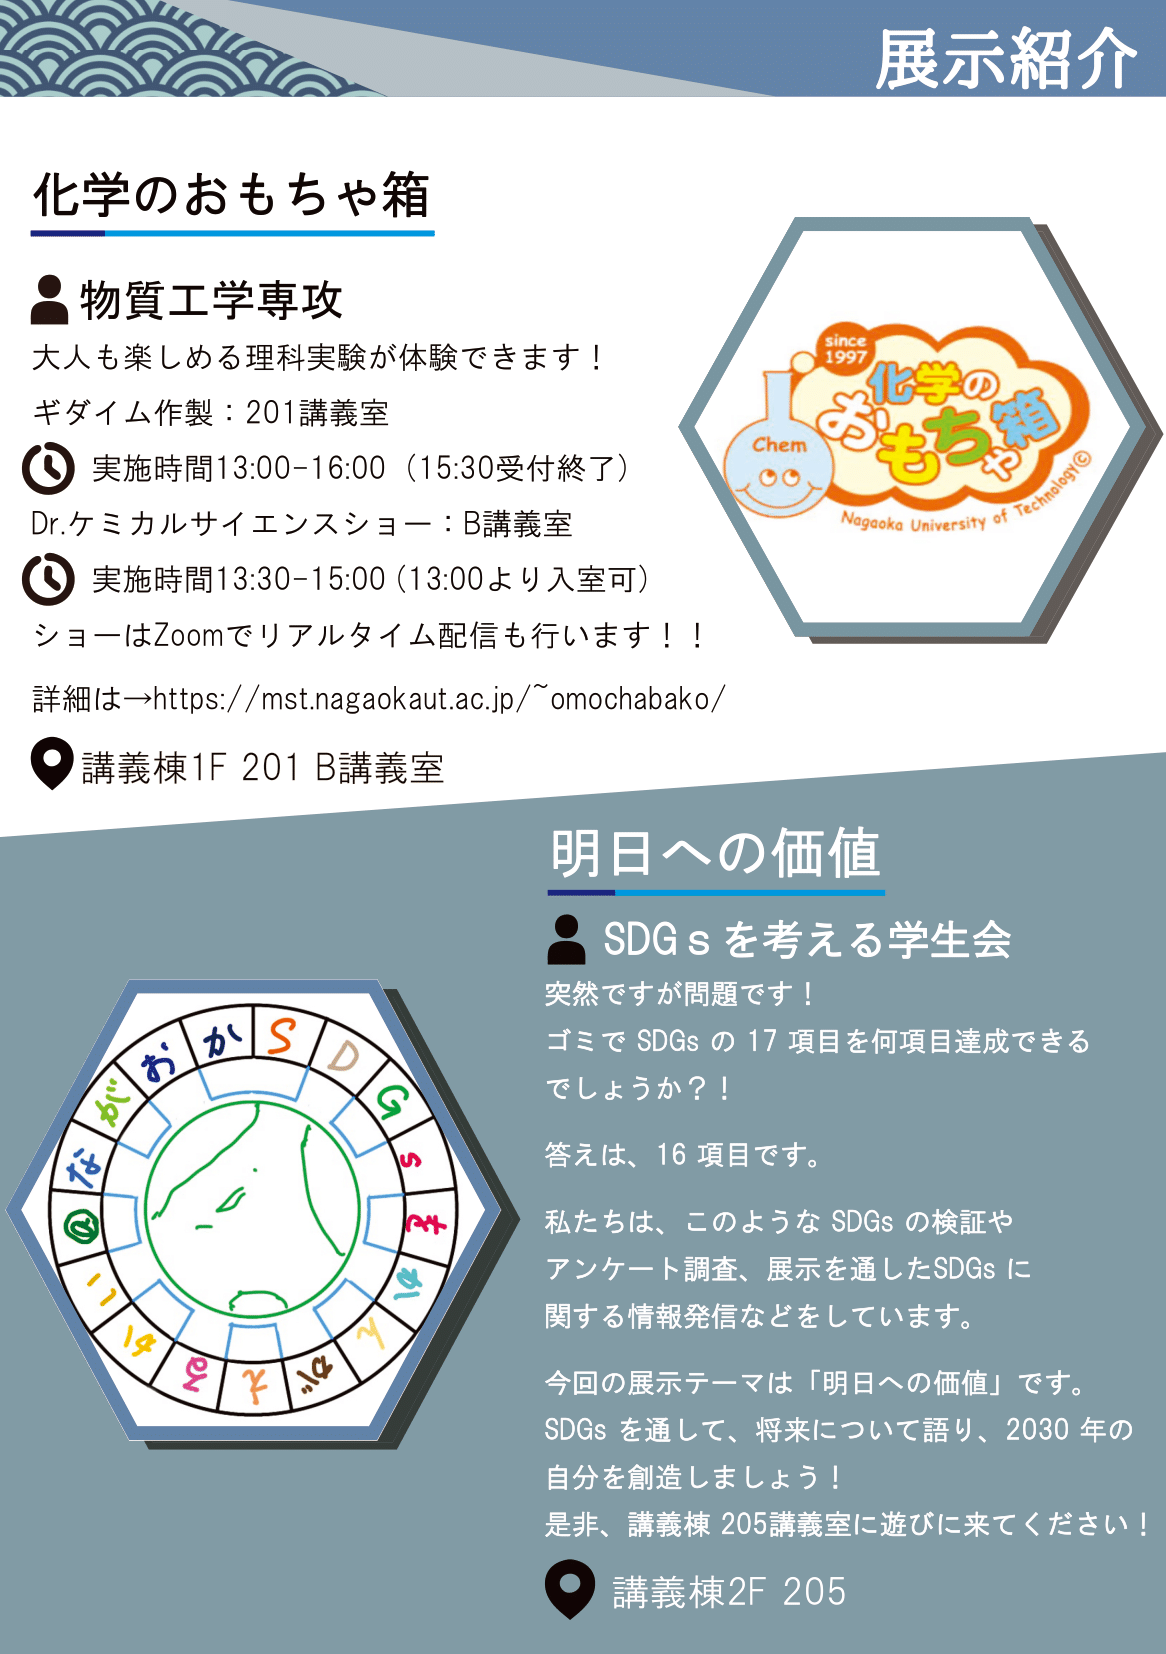 展示紹介
化学のおもちゃ箱
物質工学専攻
大人も楽しめる理科実験が体験できます！
ギダイム作製：201講義室
実施時間13:00-16:00（15:30受付終了）
Dr.ケミカルサイエンスショー：B講義室
実施時間13:30-15:00（13:00より入室可）
ショーはZoomでリアルタイム配信も行います！！
詳細は→https://mst.nagaokaut.ac.jp/~omochabako/
講義棟1F 201 B講義室
since
1997
化学の
おもちゃ箱
Chem
Nagaoka University of Technology©
明日への価値
SDGｓを考える学生会
突然ですが問題です！
ゴミで SDGs の 17 項目を何項目達成できる
でしょうか？！
答えは、16 項目です。
私たちは、このような SDGs の検証や
アンケート調査、展示を通したSDGs に
関する情報発信などをしています。
今回の展示テーマは「明日への価値」です。
SDGs を通して、将来について語り、2030 年の
自分を創造しましょう！
是非、講義棟 205講義室に遊びに来てください！
講義棟2F 205
SDGsをかんがえるかい@ながおか